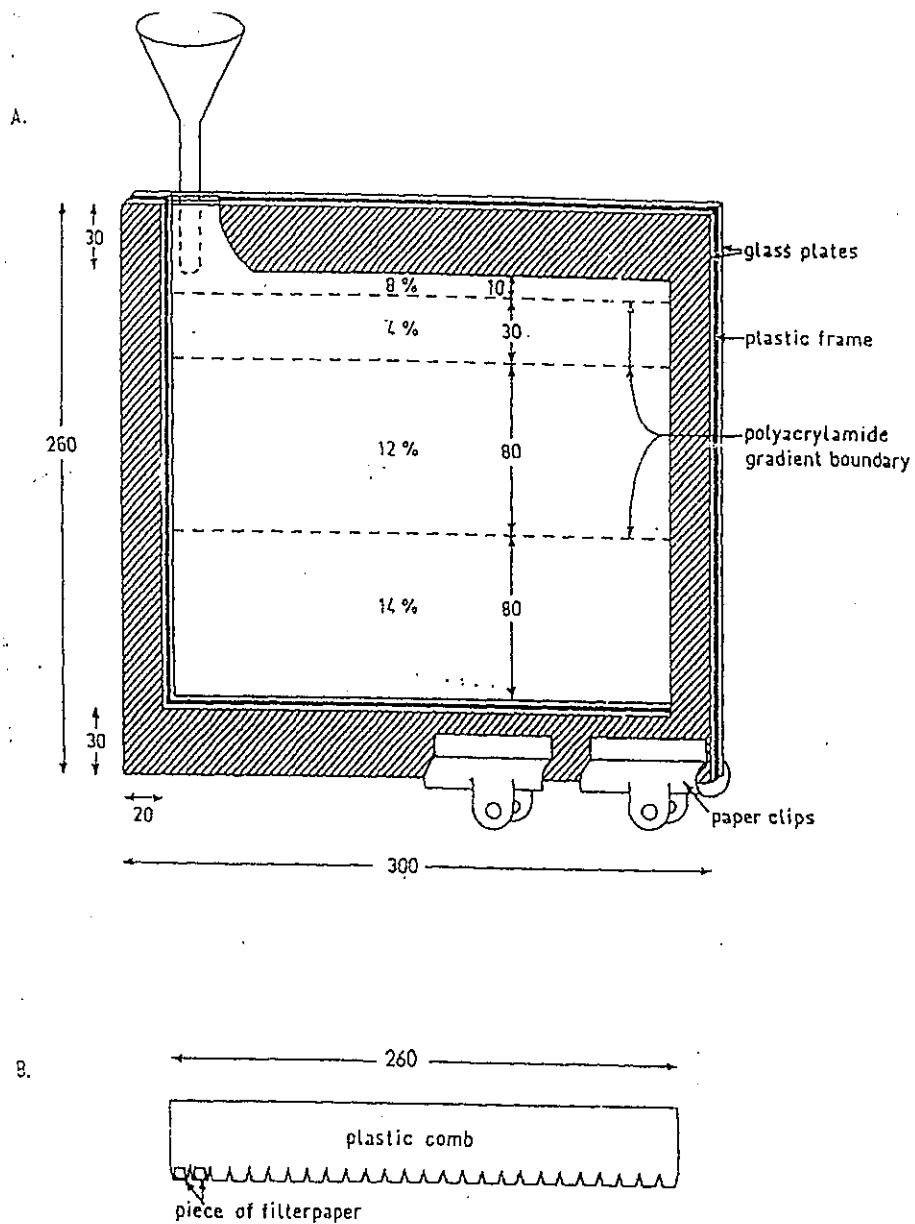 A.
30
8 %
10
glass plates
4 %
30
plastic frame
260
12 %
80
polyacrylamide
gradient boundary
14 %
80
30
20
paper clips
300
B.
260
plastic comb
piece of filterpaper